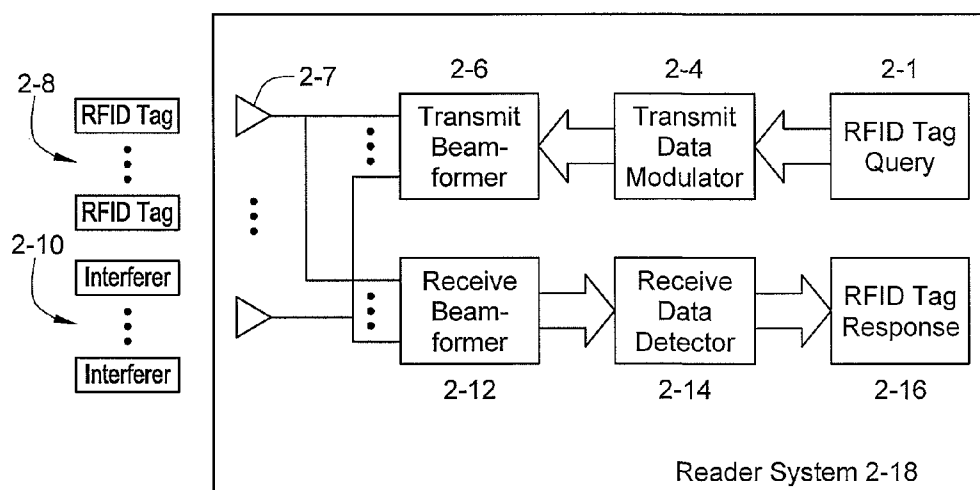 2-8
RFID Tag
RFID Tag
2-10
Interferer
Interferer
2-7
2-6
Transmit
Beam-
former
2-4
Transmit
Data
Modulator
2-1
RFID Tag
Query
Receive
Beam-
former
2-12
Receive
Data
Detector
2-14
RFID Tag
Response
2-16
Reader System 2-18